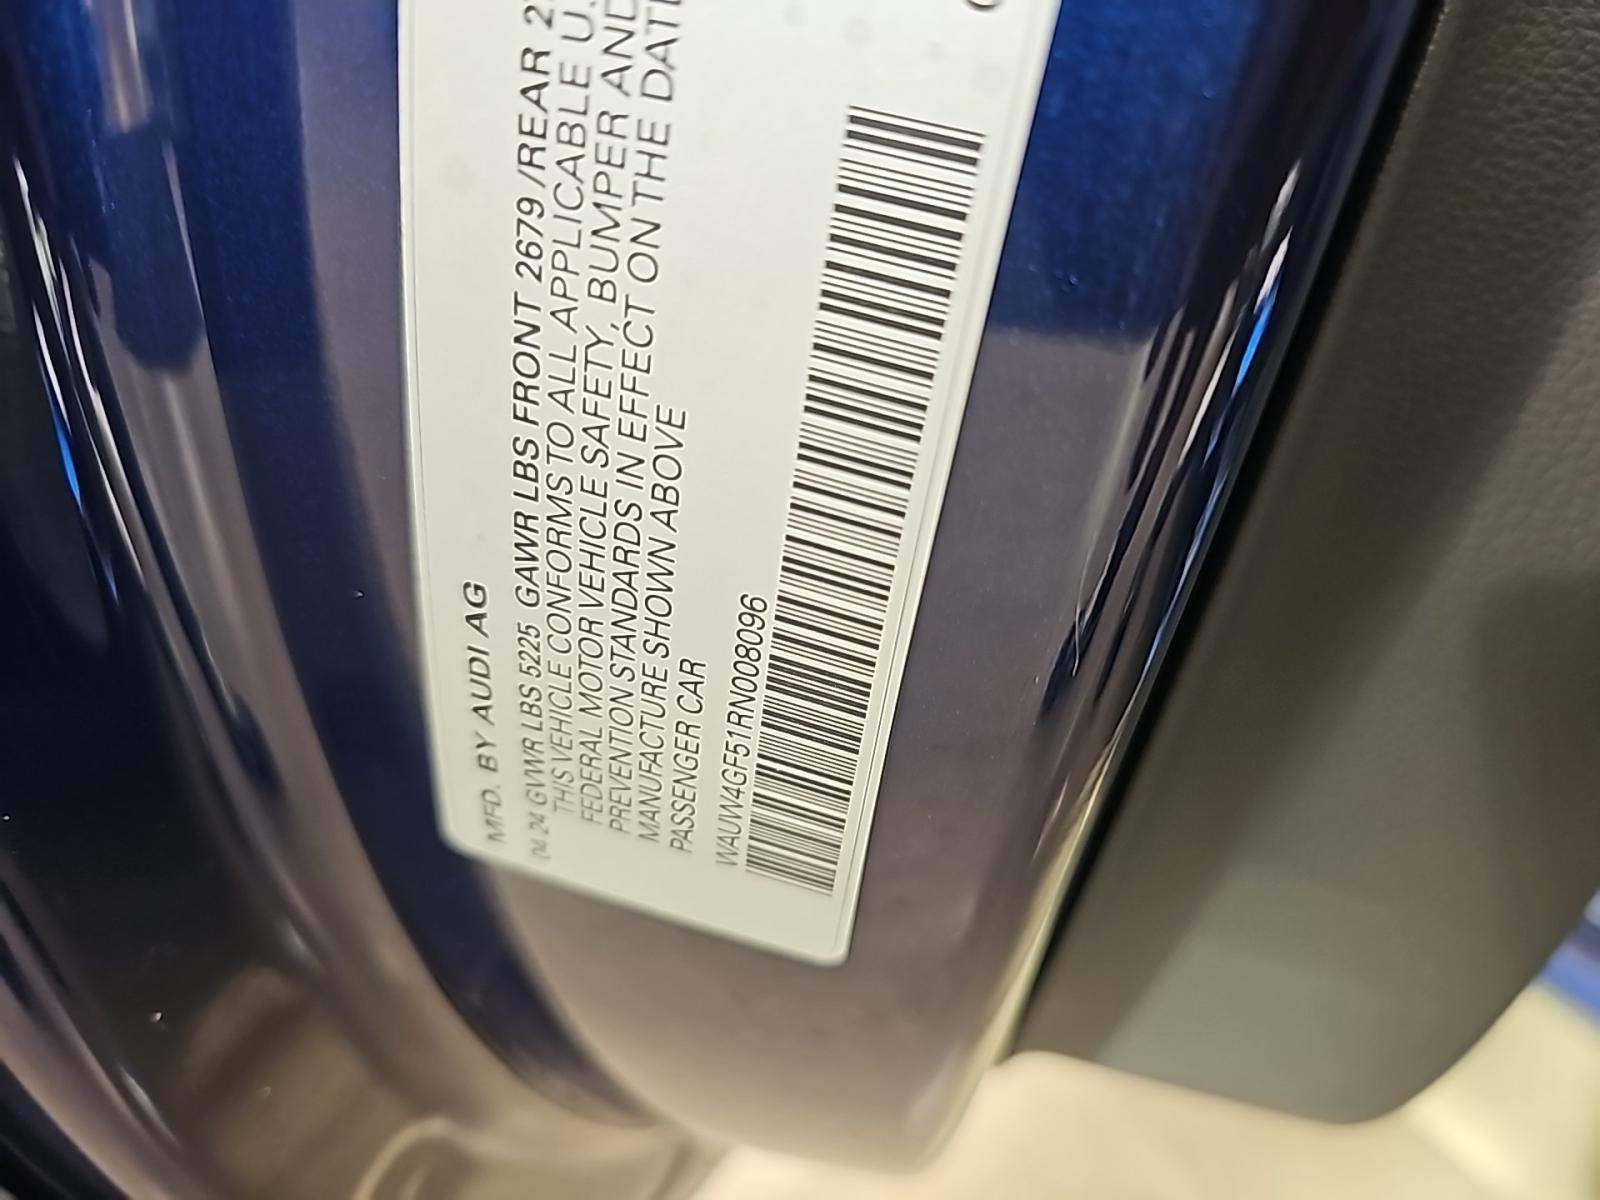 MFD. BY AUDI AG
04.24 GVWR LBS 5225 GAWR LBS FRONT 2679/REAR
THIS VEHICLE CONFORMS TO ALL APPLICABLE U.
FEDERAL MOTOR VEHICLE SAFETY, BUMPER AND
PREVENTION STANDARDS IN EFFECT ON THE DATE
MANUFACTURE SHOWN ABOVE
PASSENGER CAR
WAUW4GF51RN008096